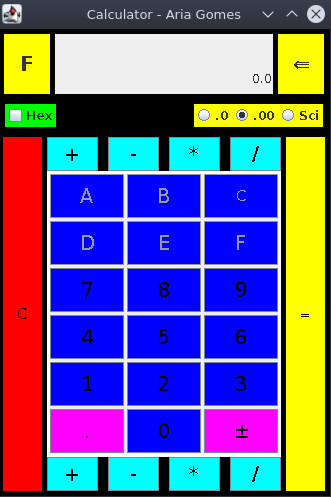 Calculator - Aria Gomes
F
0.0
⇐
Hex
.0 .00 Sci
+ - * /
A B C
D E F
7 8 9
C
=
4 5 6
1 2 3
. 0 ±
+ - * /